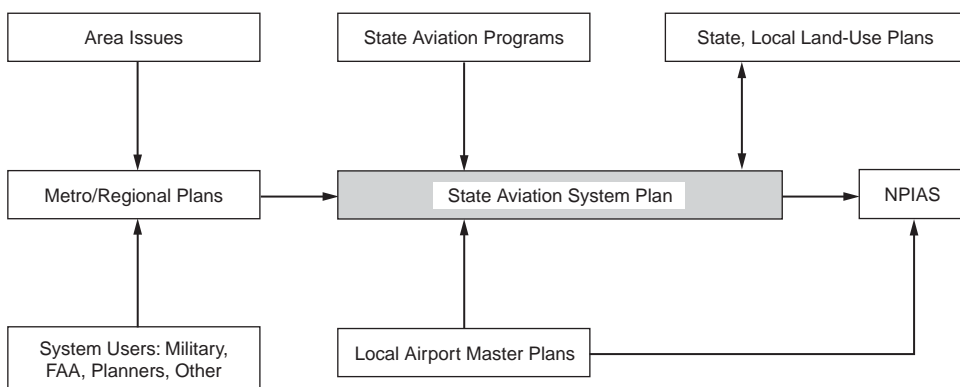 Area Issues
State Aviation Programs
State, Local Land-Use Plans
Metro/Regional Plans
State Aviation System Plan
NPIAS
System Users: Military,
FAA, Planners, Other
Local Airport Master Plans